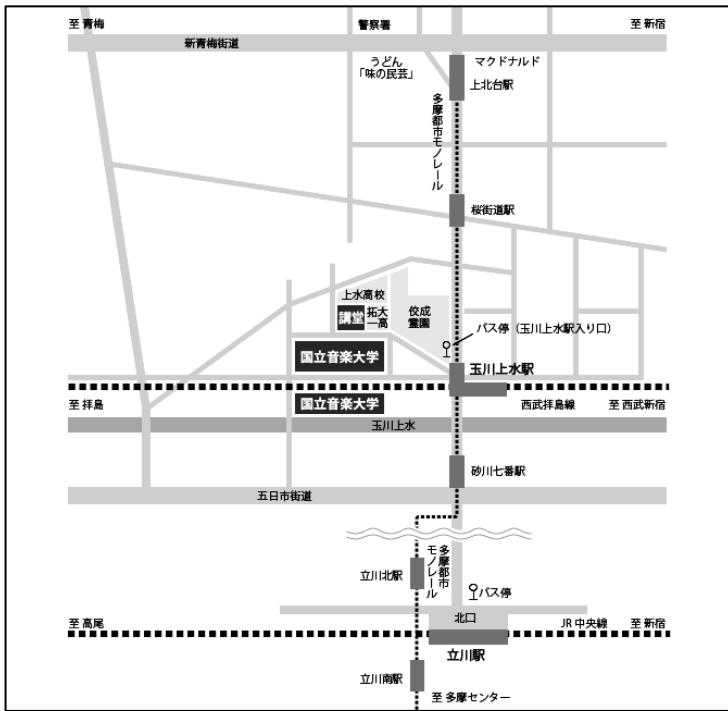 至 青梅
警察署
至 新宿
新青梅街道
うどん
「味の民芸」
マクドナルド
上北台駅
多摩都市モノレール
桜街道駅
上水高校
講堂
拓大
一高
佼成
霊園
バス停（玉川上水駅入り口）
国立音楽大学
玉川上水駅
至 拝島
国立音楽大学
西武拝島線
至 西武新宿
玉川上水
砂川七番駅
五日市街道
立川北駅
多摩都市
モノレール
バス停
北口
至 高尾
JR 中央線
至 新宿
立川駅
立川南駅
至 多摩センター